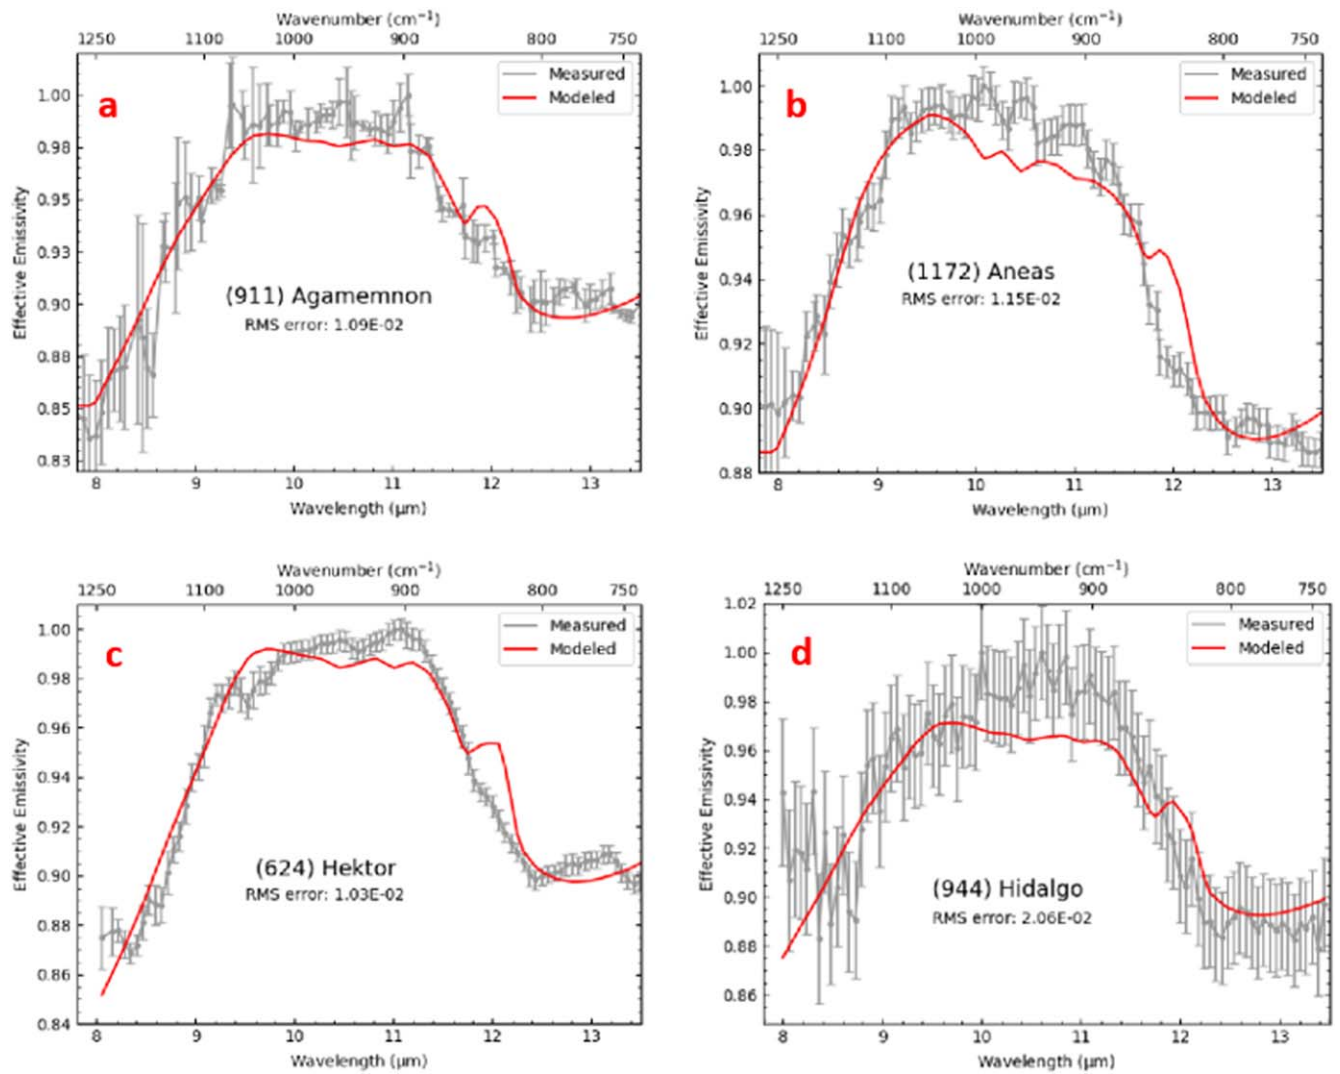 Wavenumber (cm⁻¹)
1250 1100 1000 900 800 750
a
Measured
Modeled
Effective Emissivity
1.00
0.98
0.95
0.93
0.90
0.88
0.85
0.83
(911) Agamemnon
RMS error: 1.09E-02
8 9 10 11 12 13
Wavelength (μm)
Wavenumber (cm⁻¹)
1250 1100 1000 900 800 750
b
Measured
Modeled
Effective Emissivity
1.00
0.98
0.96
0.94
0.92
0.90
0.88
(1172) Aneas
RMS error: 1.15E-02
8 9 10 11 12 13
Wavelength (μm)
Wavenumber (cm⁻¹)
1250 1100 1000 900 800 750
c
Measured
Modeled
Effective Emissivity
1.00
0.98
0.96
0.94
0.92
0.90
0.88
0.86
0.84
(624) Hektor
RMS error: 1.03E-02
8 9 10 11 12 13
Wavelength (μm)
Wavenumber (cm⁻¹)
1250 1100 1000 900 800 750
d
Measured
Modeled
Effective Emissivity
1.02
1.00
0.98
0.96
0.94
0.92
0.90
0.88
0.86
(944) Hidalgo
RMS error: 2.06E-02
8 9 10 11 12 13
Wavelength (μm)